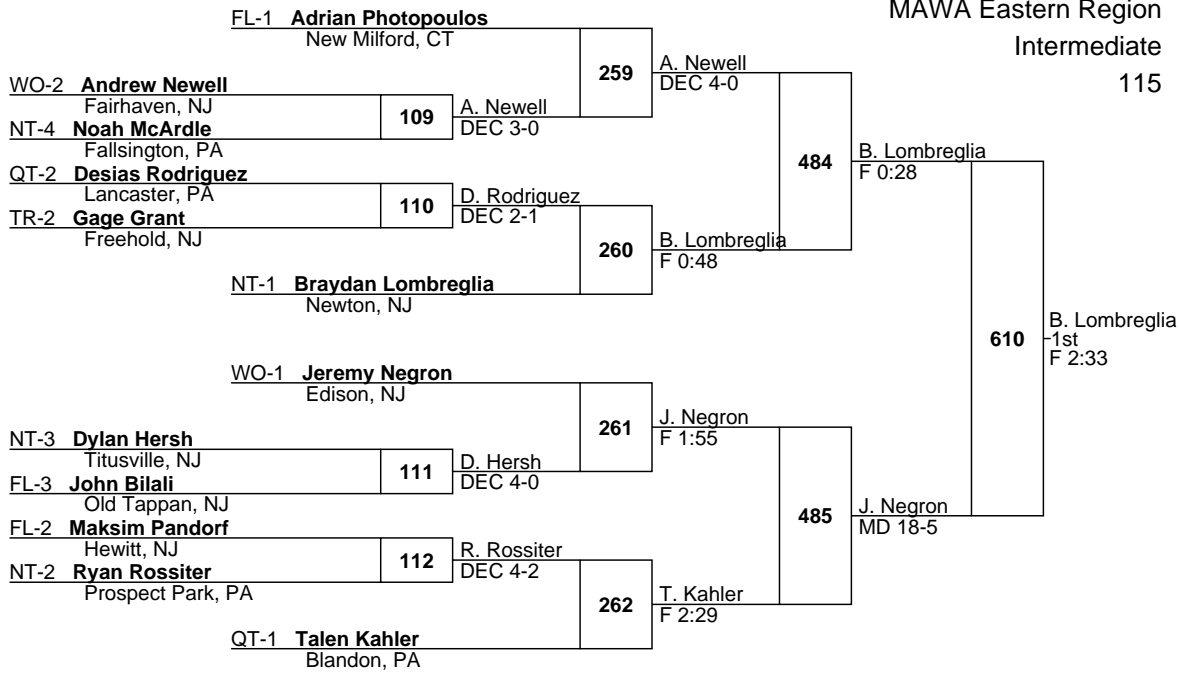 MAWA Eastern Region
Intermediate
115
FL-1 Adrian Photopoulos
New Milford, CT
259
A. Newell
DEC 4-0
WO-2 Andrew Newell
Fairhaven, NJ
109
A. Newell
DEC 3-0
NT-4 Noah McArdle
Fallsington, PA
484
B. Lombreglia
F 0:28
QT-2 Desias Rodriguez
Lancaster, PA
110
D. Rodriguez
DEC 2-1
TR-2 Gage Grant
Freehold, NJ
260
B. Lombreglia
F 0:48
NT-1 Braydan Lombreglia
Newton, NJ
610
B. Lombreglia
1st
F 2:33
WO-1 Jeremy Negron
Edison, NJ
261
J. Negron
F 1:55
NT-3 Dylan Hersh
Titusville, NJ
111
D. Hersh
DEC 4-0
FL-3 John Bilali
Old Tappan, NJ
485
J. Negron
MD 18-5
FL-2 Maksim Pandorf
Hewitt, NJ
112
R. Rossiter
DEC 4-2
NT-2 Ryan Rossiter
Prospect Park, PA
262
T. Kahler
F 2:29
QT-1 Talen Kahler
Blandon, PA